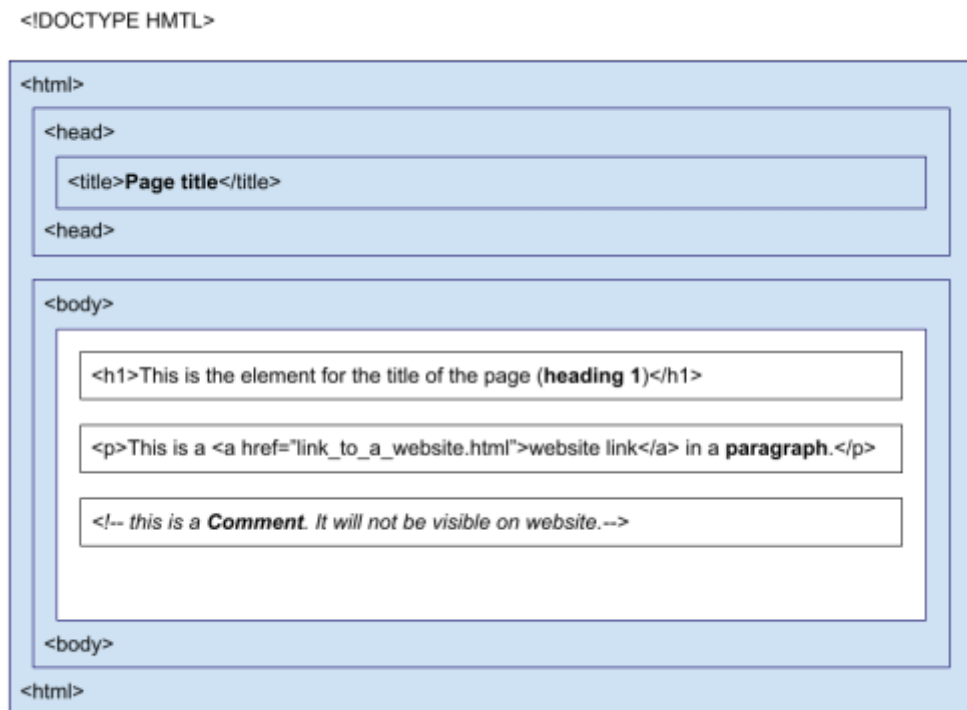 <!DOCTYPE HMTL>
<html>
<head>
<title>Page title</title>
<head>
<body>
<h1>This is the element for the title of the page (heading 1)</h1>
<p>This is a <a href="link_to_a_website.html">website link</a> in a paragraph.</p>
<!-- this is a Comment. It will not be visible on website.-->
<body>
<html>